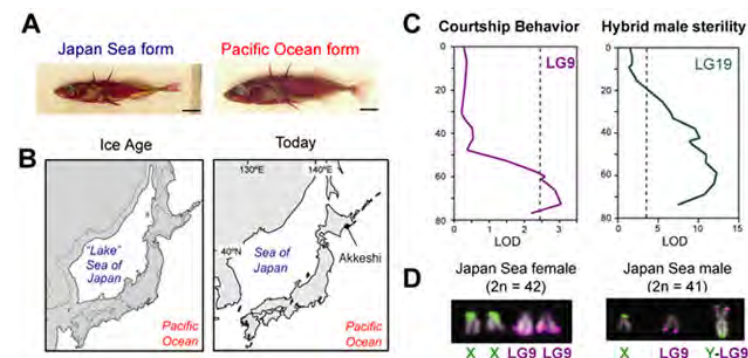 A
Japan Sea form
Pacific Ocean form
B
Ice Age
Today
130ºE
140ºE
"Lake"
Sea of
Japan
Pacific
Ocean
40ºN
Sea of
Japan
Akkeshi
Pacific
Ocean
C
Courtship Behavior
Hybrid male sterility
0
20
40
60
80
LG9
0 1 2 3
LOD
0
20
40
60
80
LG19
0 5 10 15
LOD
D
Japan Sea female
(2n = 42)
X X LG9 LG9
Japan Sea male
(2n = 41)
X LG9 Y-LG9